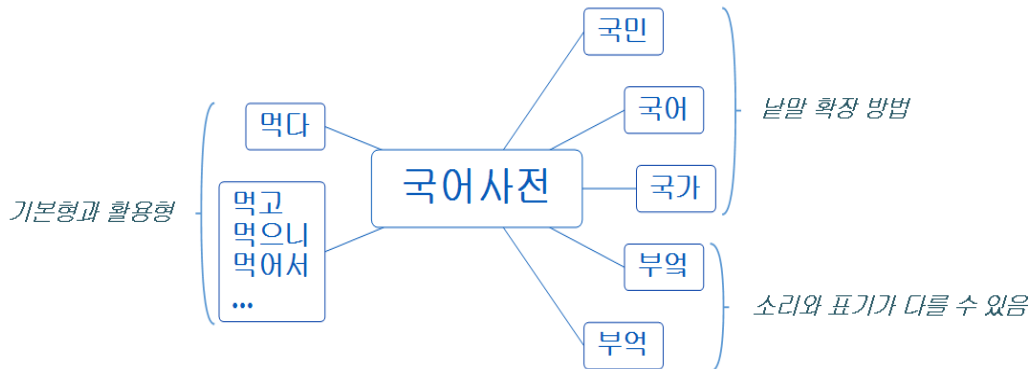 국민
국어
낱말 확장 방법
먹다
국어사전
국가
기본형과 활용형
먹고
먹으니
먹어서
...
부엌
소리와 표기가 다를 수 있음
부억